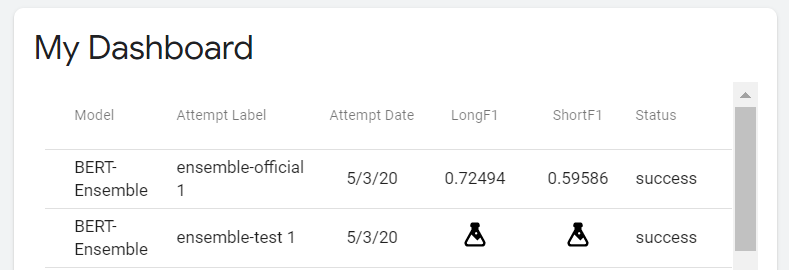 My Dashboard
Model Attempt Label Attempt Date LongF1 ShortF1 Status
BERT-Ensemble ensemble-official 1 5/3/20 0.72494 0.59586 success
BERT-Ensemble ensemble-test 1 5/3/20 success